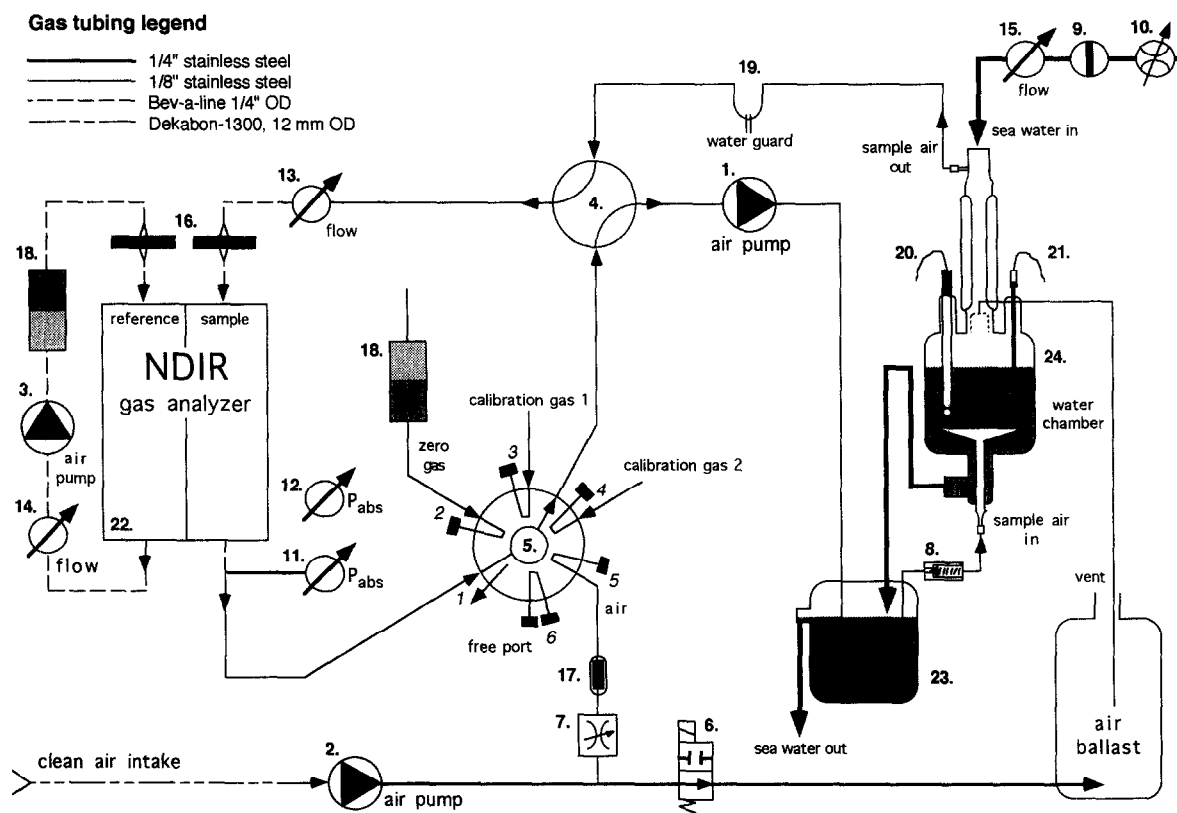 Gas tubing legend
1/4" stainless steel
1/8" stainless steel
Bev-a-line 1/4" OD
Dekabon-1300, 12 mm OD
15.
9.
10.
flow
sea water in
19.
water guard
sample air
out
13.
flow
4.
1.
air pump
16.
18.
reference
sample
NDIR
gas analyzer
3.
air
pump
14.
flow
22.
12.
Pabs
11.
Pabs
18.
zero
gas
calibration gas 1
calibration gas 2
2
3
4
5
6
1
5.
air
free port
17.
7.
6.
20.
21.
24.
water
chamber
sample air
in
8.
23.
sea water out
vent
air
ballast
clean air intake
2.
air pump